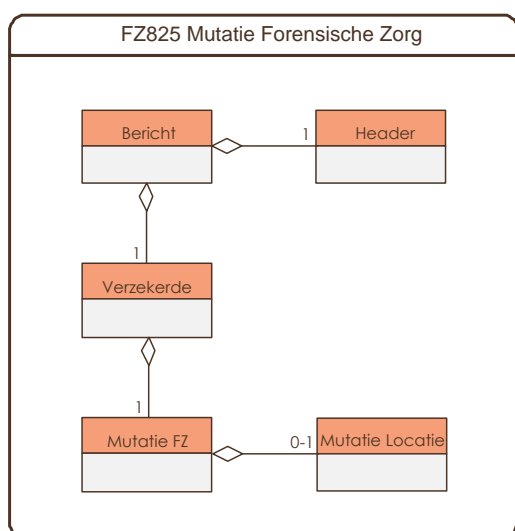 FZ825 Mutatie Forensische Zorg
Bericht
1
Header
1
Verzekerde
1
Mutatie FZ
0-1
Mutatie Locatie